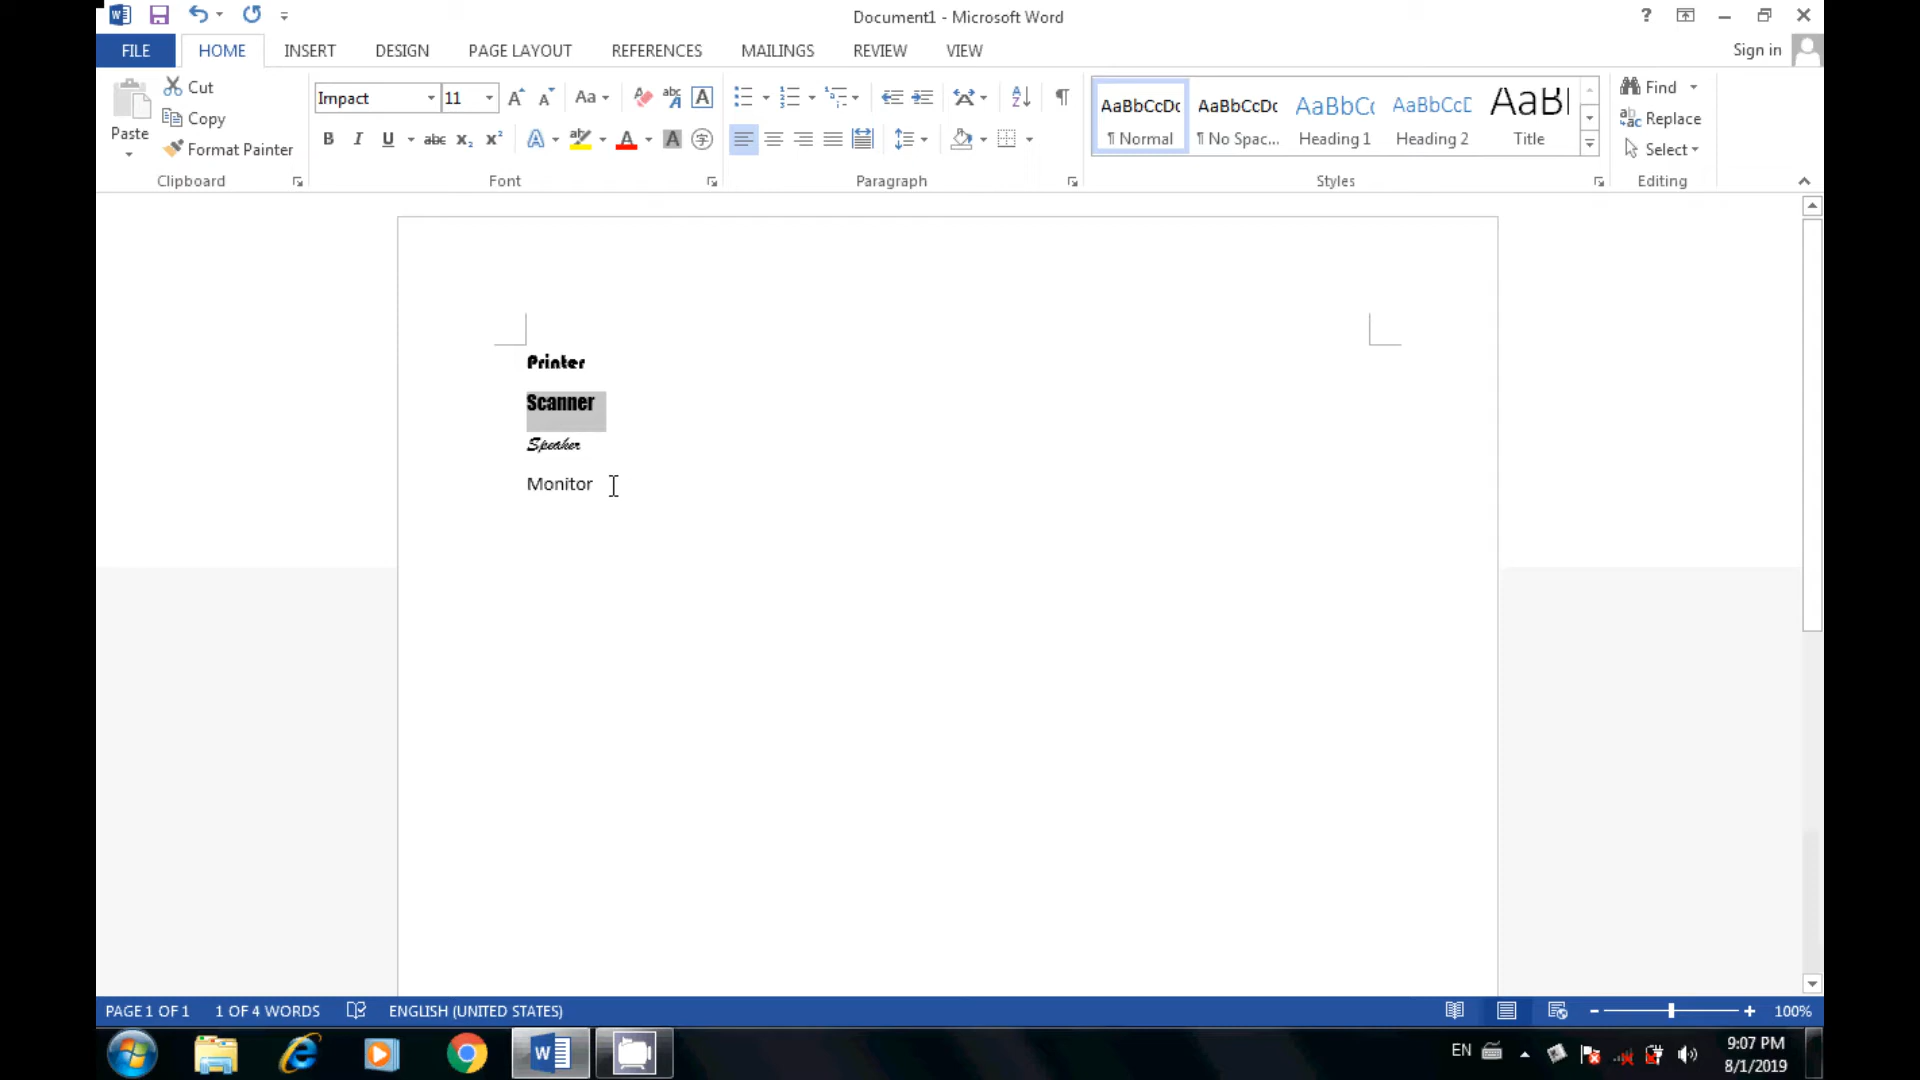 Document1 - Microsoft Word
FILE HOME INSERT DESIGN PAGE LAYOUT REFERENCES MAILINGS REVIEW VIEW Sign in
Paste
Cut
Copy
Format Painter
Clipboard
Impact 11 Aa
Font
Paragraph
AaBbCcDc AaBbCcDc AaBbC( AaBbCcD AaB
¶ Normal ¶ No Spac... Heading 1 Heading 2 Title
Styles
Find
Replace
Select
Editing
Printer
Scanner
Speaker
Monitor
PAGE 1 OF 1 1 OF 4 WORDS ENGLISH (UNITED STATES) 100%
EN 9:07 PM
8/1/2019